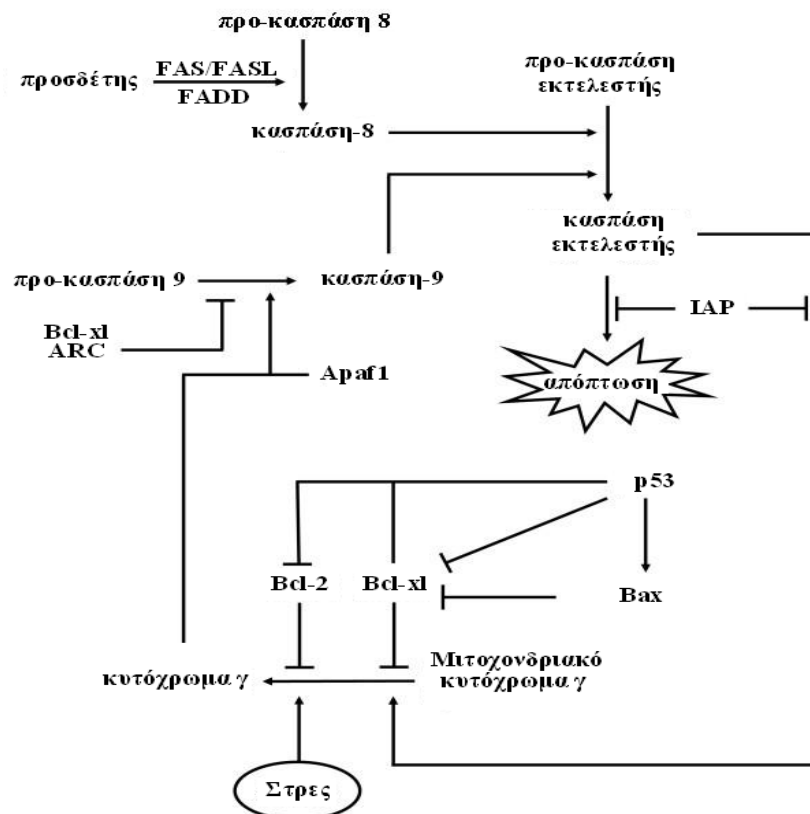 προ-κασπάση 8
προσδέτης
FAS/FASL
FADD
προ-κασπάση
εκτελεστής
κασπάση-8
κασπάση
εκτελεστής
προ-κασπάση 9
κασπάση-9
IAP
Bcl-xl
ARC
Apaf1
απόπτωση
p53
Bcl-2
Bcl-xl
Bax
κυτόχρωμα γ
Μιτοχονδριακό
κυτόχρωμα γ
Στρες